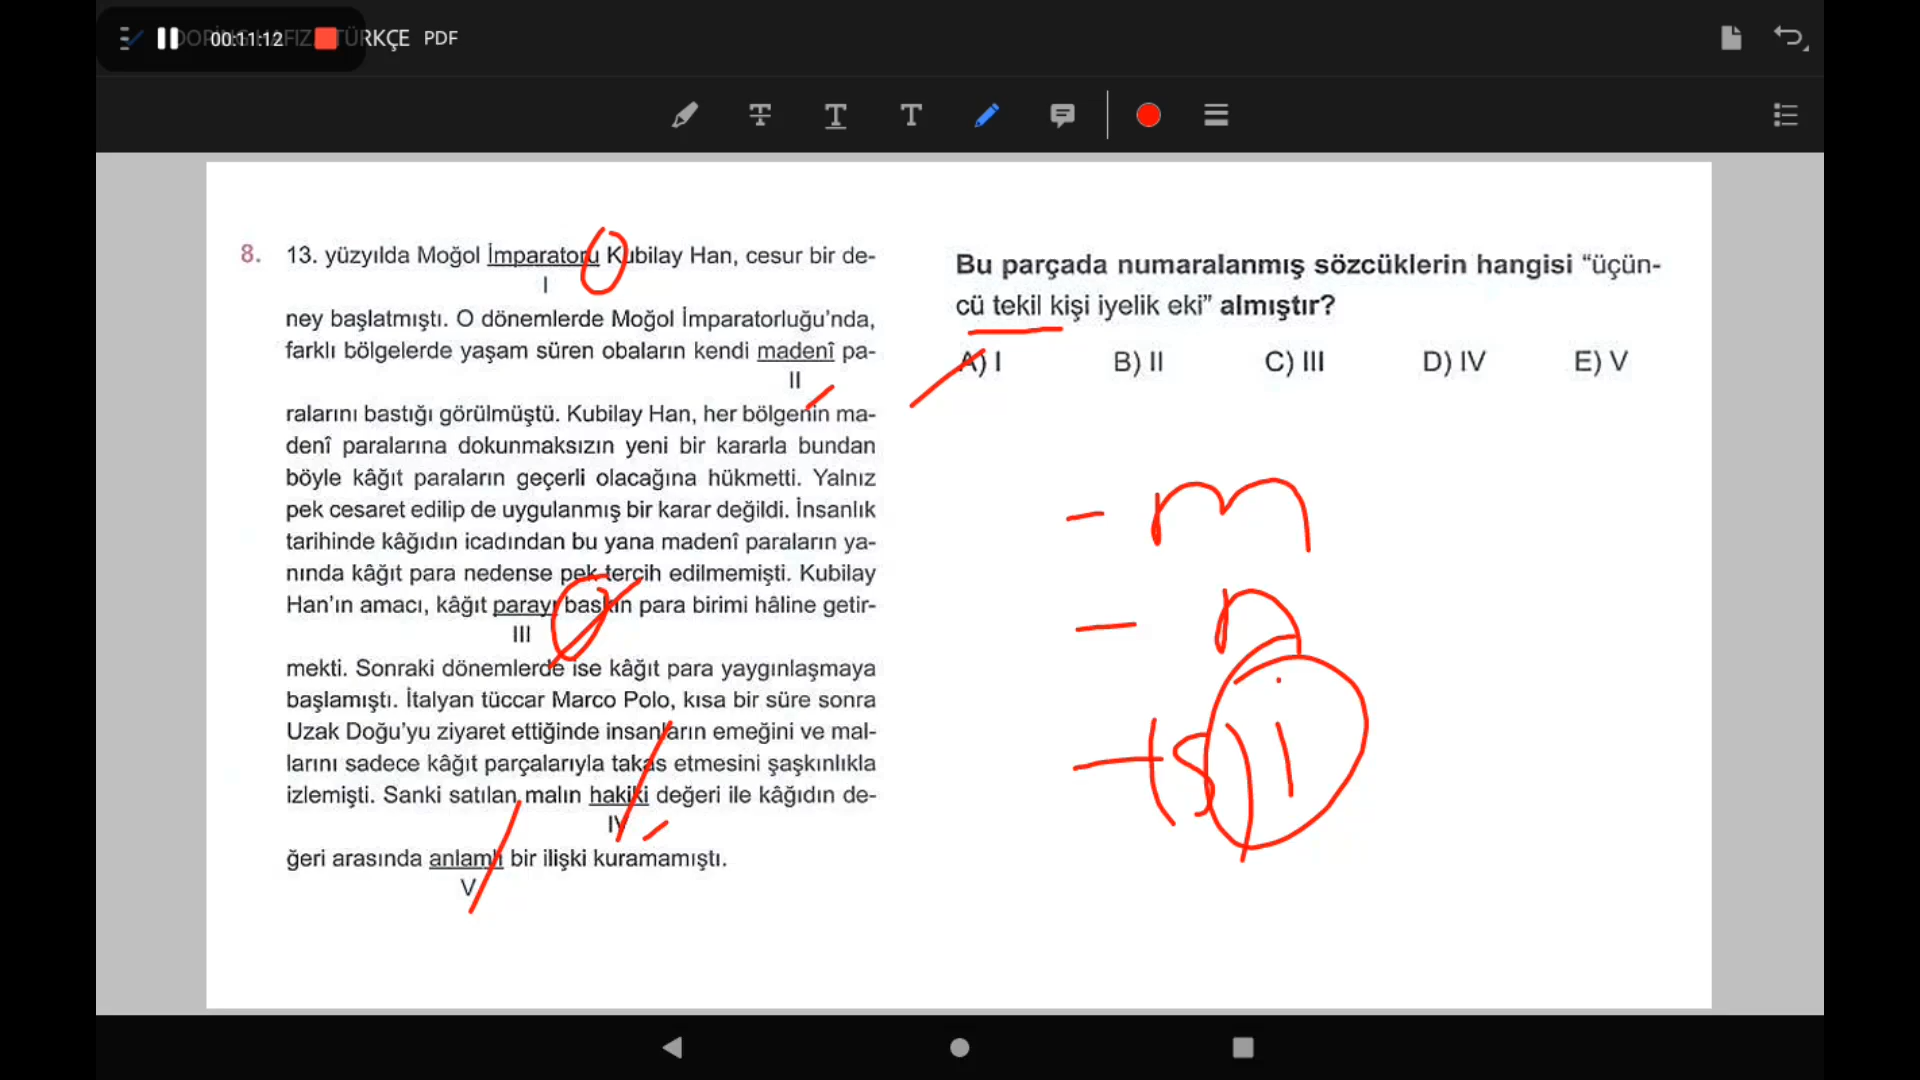 00:11:12
TÜRKÇE PDF
8. 13. yüzyılda Moğol İmparatoru Kubilay Han, cesur bir de-
I
ney başlatmıştı. O dönemlerde Moğol İmparatorluğu’nda,
farklı bölgelerde yaşam süren obaların kendi madenî pa-
II
ralarını bastığı görülmüştü. Kubilay Han, her bölgenin ma-
denî paralarına dokunmaksızın yeni bir kararla bundan
böyle kâğıt paraların geçerli olacağına hükmetti. Yalnız
pek cesaret edilip de uygulanmış bir karar değildi. İnsanlık
tarihinde kâğıdın icadından bu yana madenî paraların ya-
nında kâğıt para nedense pek tercih edilmemişti. Kubilay
Han’ın amacı, kâğıt parayı baskın para birimi hâline getir-
III
mekti. Sonraki dönemlerde ise kâğıt para yaygınlaşmaya
başlamıştı. İtalyan tüccar Marco Polo, kısa bir süre sonra
Uzak Doğu’yu ziyaret ettiğinde insanların emeğini ve mal-
larını sadece kâğıt parçalarıyla takas etmesini şaşkınlıkla
izlemişti. Sanki satılan malın hakiki değeri ile kâğıdın de-
IV
ğeri arasında anlamlı bir ilişki kuramamıştı.
V
Bu parçada numaralanmış sözcüklerin hangisi “üçün-
cü tekil kişi iyelik eki” almıştır?
A) I B) II C) III D) IV E) V
- m
- n
- (s) i